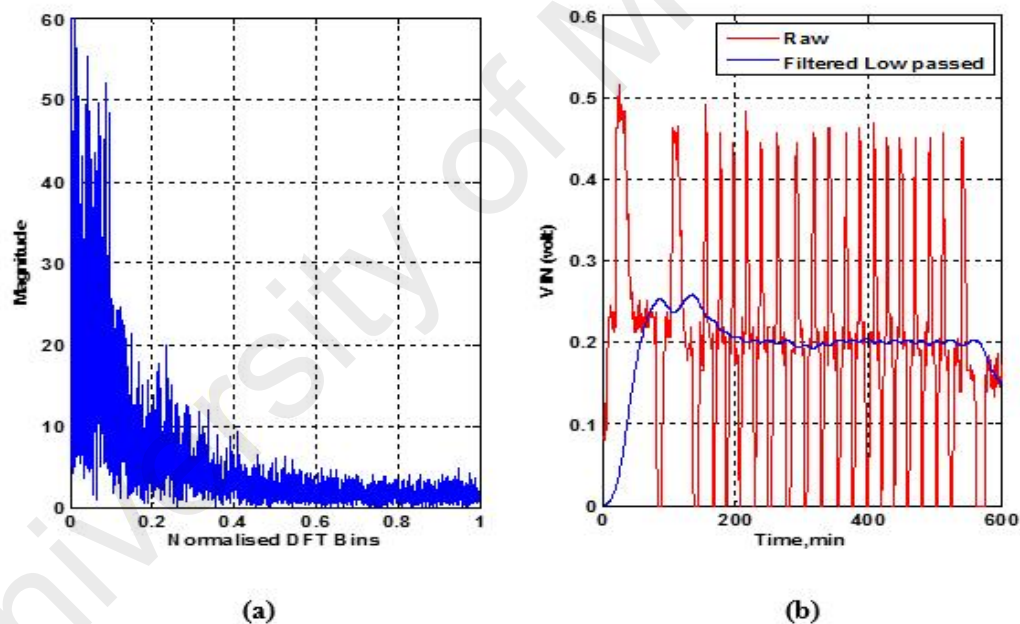 60
50
40
30
20
10
0
Magnitude
0 0.2 0.4 0.6 0.8 1
Normalised DFT Bins
(a)
0.6
0.5
0.4
0.3
0.2
0.1
0
VIN (volt)
Raw
Filtered Low passed
0 200 400 600
Time,min
(b)
University of M